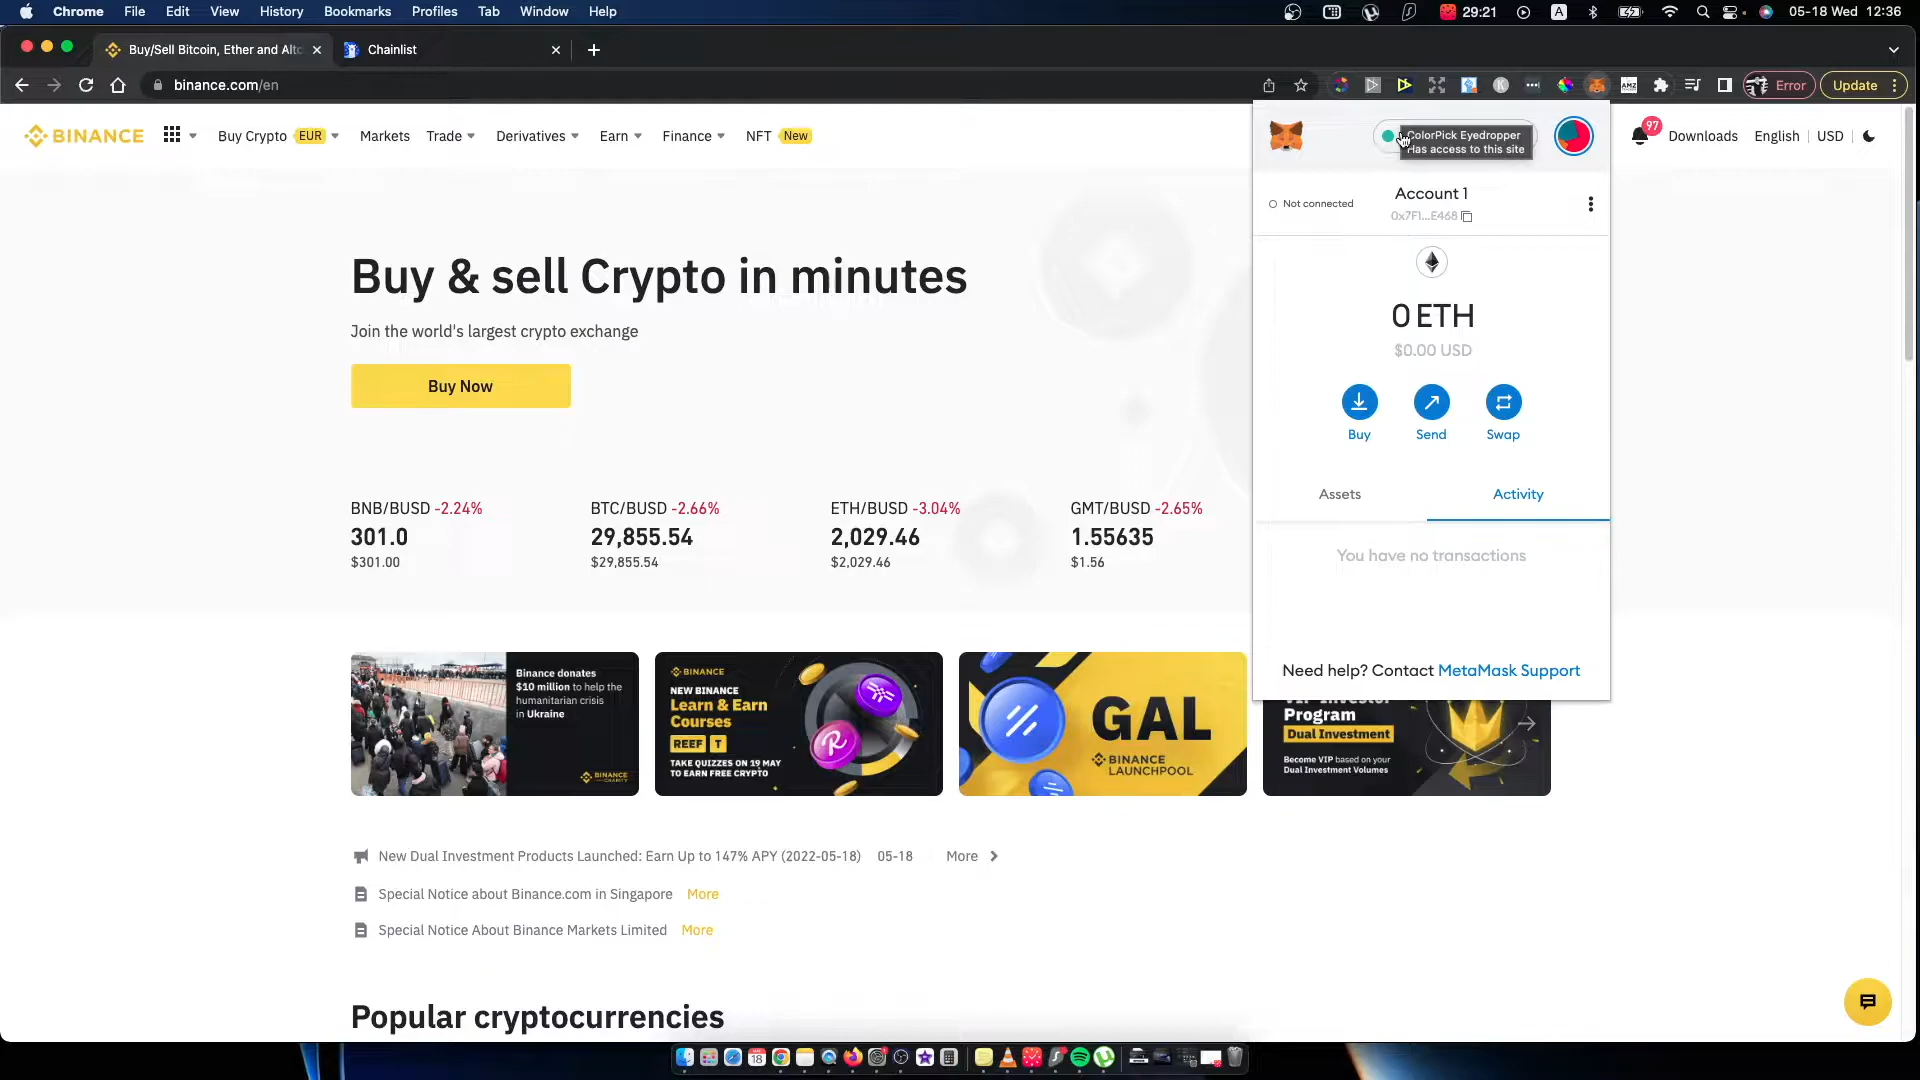 Chrome File Edit View History Bookmarks Profiles Tab Window Help
29:21 A 05-18 Wed 12:36
Buy/Sell Bitcoin, Ether and Altc
Chainlist
binance.com/en
AMZ
Error
Update
BINANCE
Buy Crypto EUR Markets Trade Derivatives Earn Finance NFT New
97 Downloads English USD
ColorPick Eyedropper
Has access to this site
Not connected
Account 1
0x7F1...E468
0 ETH
$0.00 USD
Buy Send Swap
Assets Activity
You have no transactions
Need help? Contact MetaMask Support
Buy & sell Crypto in minutes
Join the world's largest crypto exchange
Buy Now
BNB/BUSD -2.24%
301.0
$301.00
BTC/BUSD -2.66%
29,855.54
$29,855.54
ETH/BUSD -3.04%
2,029.46
$2,029.46
GMT/BUSD -2.65%
1.55635
$1.56
Binance donates
$10 million to help the
humanitarian crisis
in Ukraine
BINANCE
CHARITY
BINANCE
NEW BINANCE
Learn & Earn
Courses
REEF T
TAKE QUIZZES ON 19 MAY
TO EARN FREE CRYPTO
GAL
BINANCE
LAUNCHPOOL
VIP Investor
Program
Dual Investment
Become VIP based on your
Dual Investment Volumes
New Dual Investment Products Launched: Earn Up to 147% APY (2022-05-18) 05-18 More
Special Notice about Binance.com in Singapore More
Special Notice About Binance Markets Limited More
Popular cryptocurrencies
18